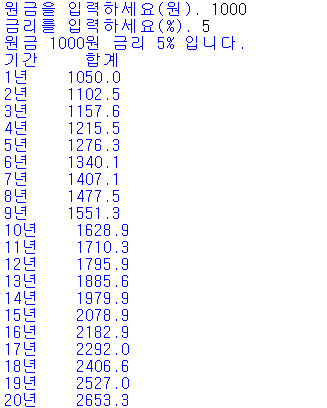 원금을 입력하세요(원). 1000
금리를 입력하세요(%). 5
원금 1000원 금리 5% 입니다.
기간 합계
1년 1050.0
2년 1102.5
3년 1157.6
4년 1215.5
5년 1276.3
6년 1340.1
7년 1407.1
8년 1477.5
9년 1551.3
10년 1628.9
11년 1710.3
12년 1795.9
13년 1885.6
14년 1979.9
15년 2078.9
16년 2182.9
17년 2292.0
18년 2406.6
19년 2527.0
20년 2653.3